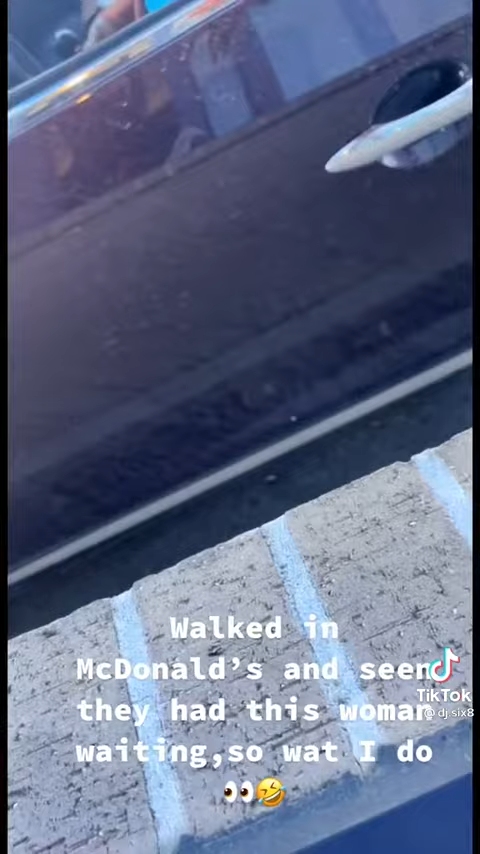 Walked in
McDonald’s and seen
they had this woman
waiting,so wat I do
👀🤣
TikTok
@dj.six8